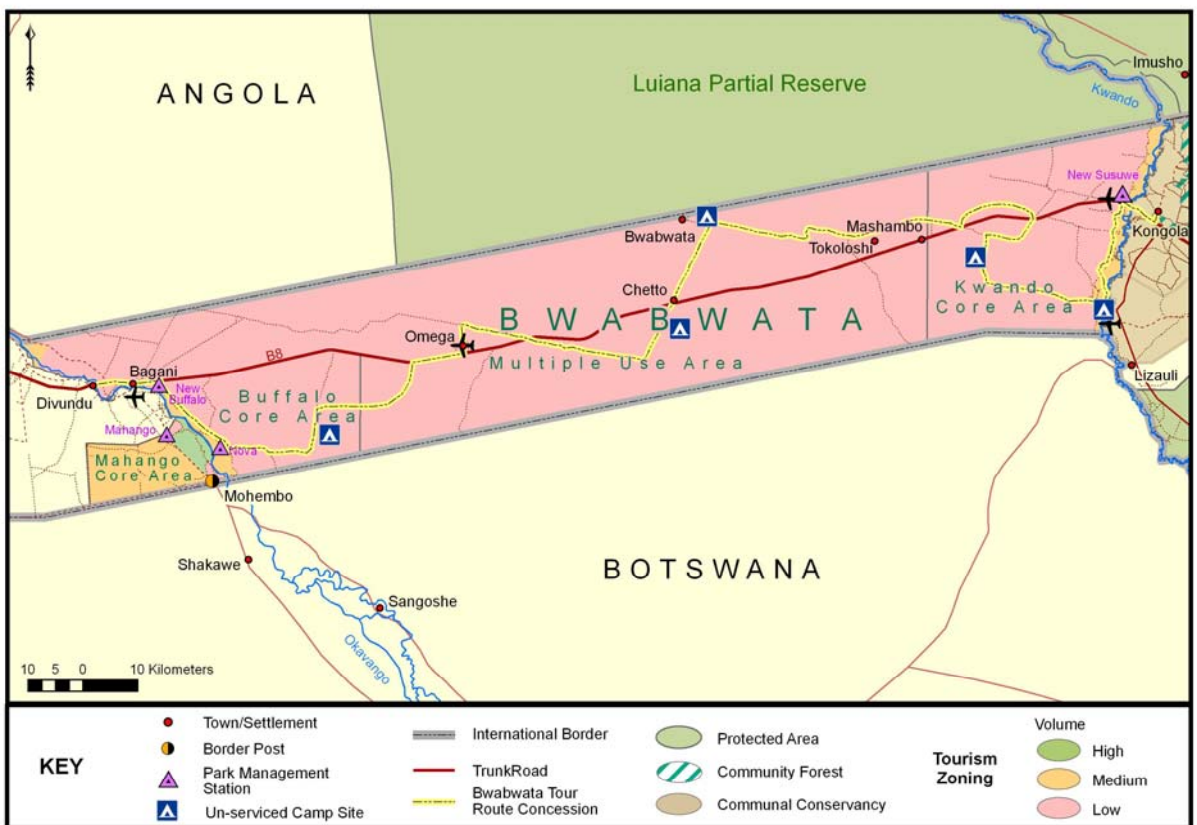 ANGOLA
Luiana Partial Reserve
Imusho
Kwando
New Susuwe
Bwabwata
Mashambo
Tokoloshi
Kongola
Chetto
Kwando
Core Area
BWABWATA
Multiple Use Area
Omega
B8
Bagani
Divundu
New
Buffalo
Buffalo
Core Area
Lizauli
Mahango
Nova
Mahango
Core Area
Mohembo
Shakawe
BOTSWANA
Sangoshe
Okavango
10 5 0 10 Kilometers
KEY
Town/Settlement
Border Post
Park Management
Station
Un-serviced Camp Site
International Border
TrunkRoad
Bwabwata Tour
Route Concession
Protected Area
Community Forest
Communal Conservancy
Tourism
Zoning
Volume
High
Medium
Low